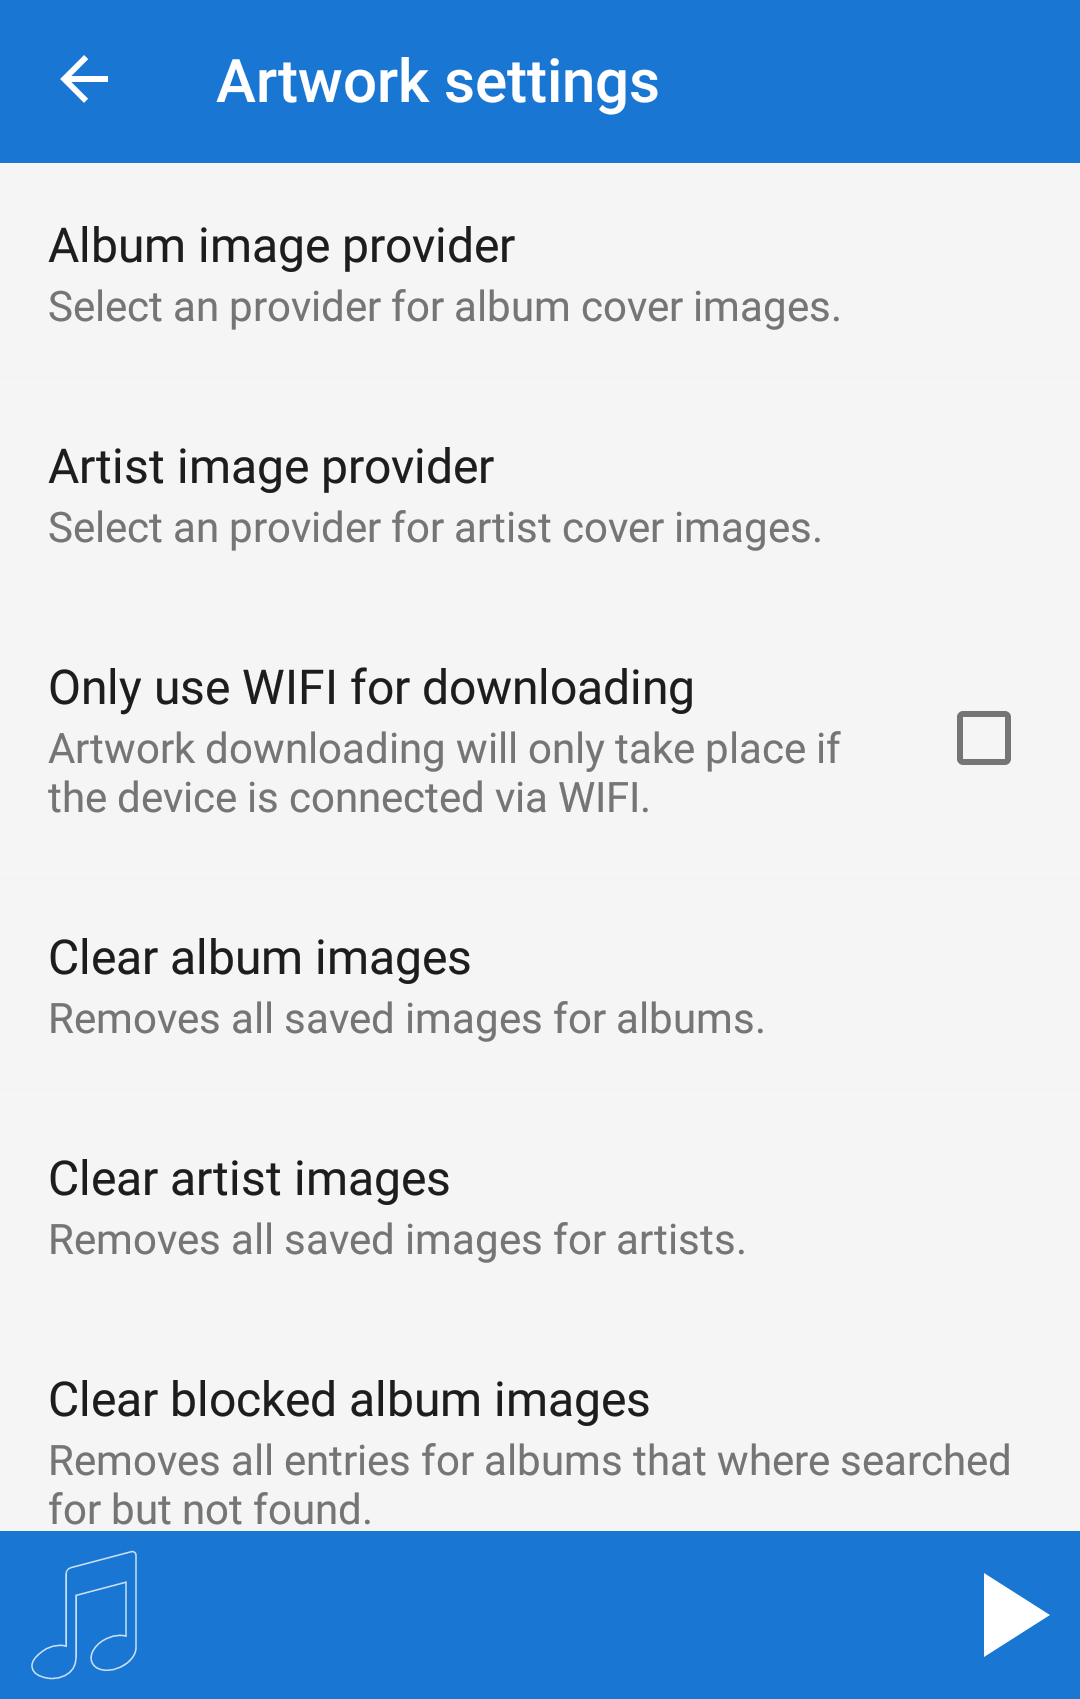 Artwork settings
Album image provider
Select an provider for album cover images.
Artist image provider
Select an provider for artist cover images.
Only use WIFI for downloading
Artwork downloading will only take place if
the device is connected via WIFI.
Clear album images
Removes all saved images for albums.
Clear artist images
Removes all saved images for artists.
Clear blocked album images
Removes all entries for albums that where searched
for but not found.